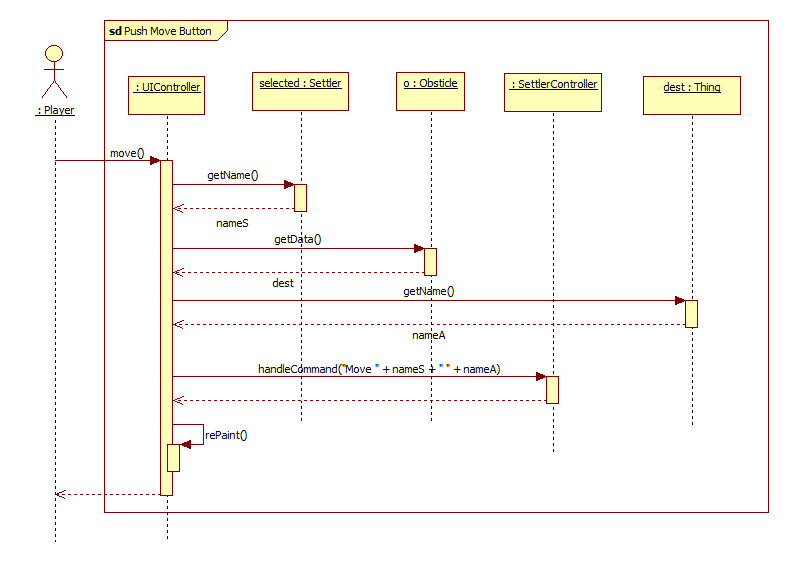 sd Push Move Button
: Player
: UIController
selected : Settler
o : Obsticle
: SettlerController
dest : Thing
move()
getName()
nameS
getData()
dest
getName()
nameA
handleCommand("Move " + nameS + " " + nameA)
rePaint()